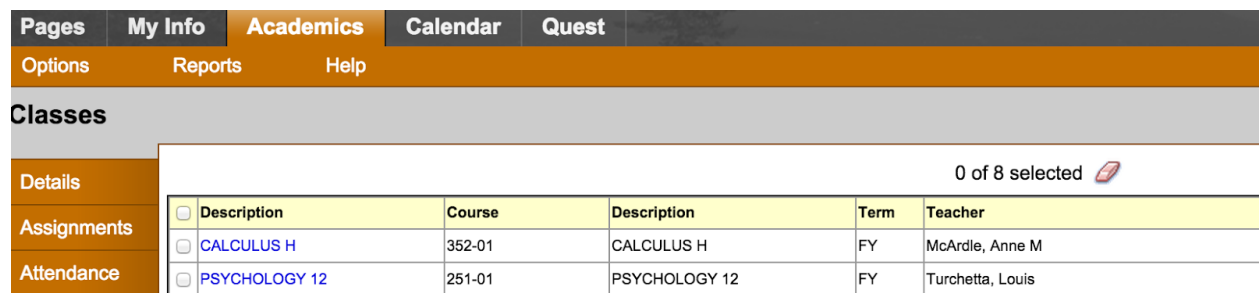 Pages My Info Academics Calendar Quest
Options Reports Help
Classes
0 of 8 selected
Details
Assignments
Attendance
Description Course Description Term Teacher
CALCULUS H 352-01 CALCULUS H FY McArdle, Anne M
PSYCHOLOGY 12 251-01 PSYCHOLOGY 12 FY Turchetta, Louis